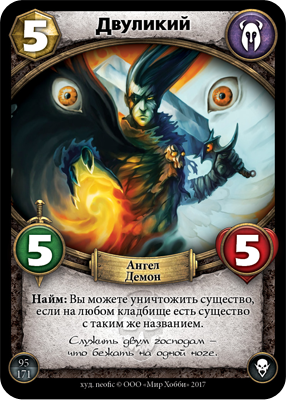 Двуликий
5
5
5
Ангел
Демон
Найм: Вы можете уничтожить существо,
если на любом кладбище есть существо
с таким же названием.
Служить двум господам –
что бежать на одной ноге.
95
171
худ. neofic © ООО «Мир Хобби» 2017